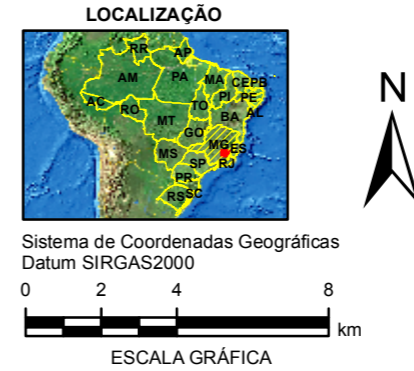 LOCALIZAÇÃO
RR AP
AM PA MA CE PB
AC RO TO PI PE
MT BA AL
GO
MS MG ES
SP RJ
PR
RS SC
N
Sistema de Coordenadas Geográficas
Datum SIRGAS2000
0 2 4 8
km
ESCALA GRÁFICA